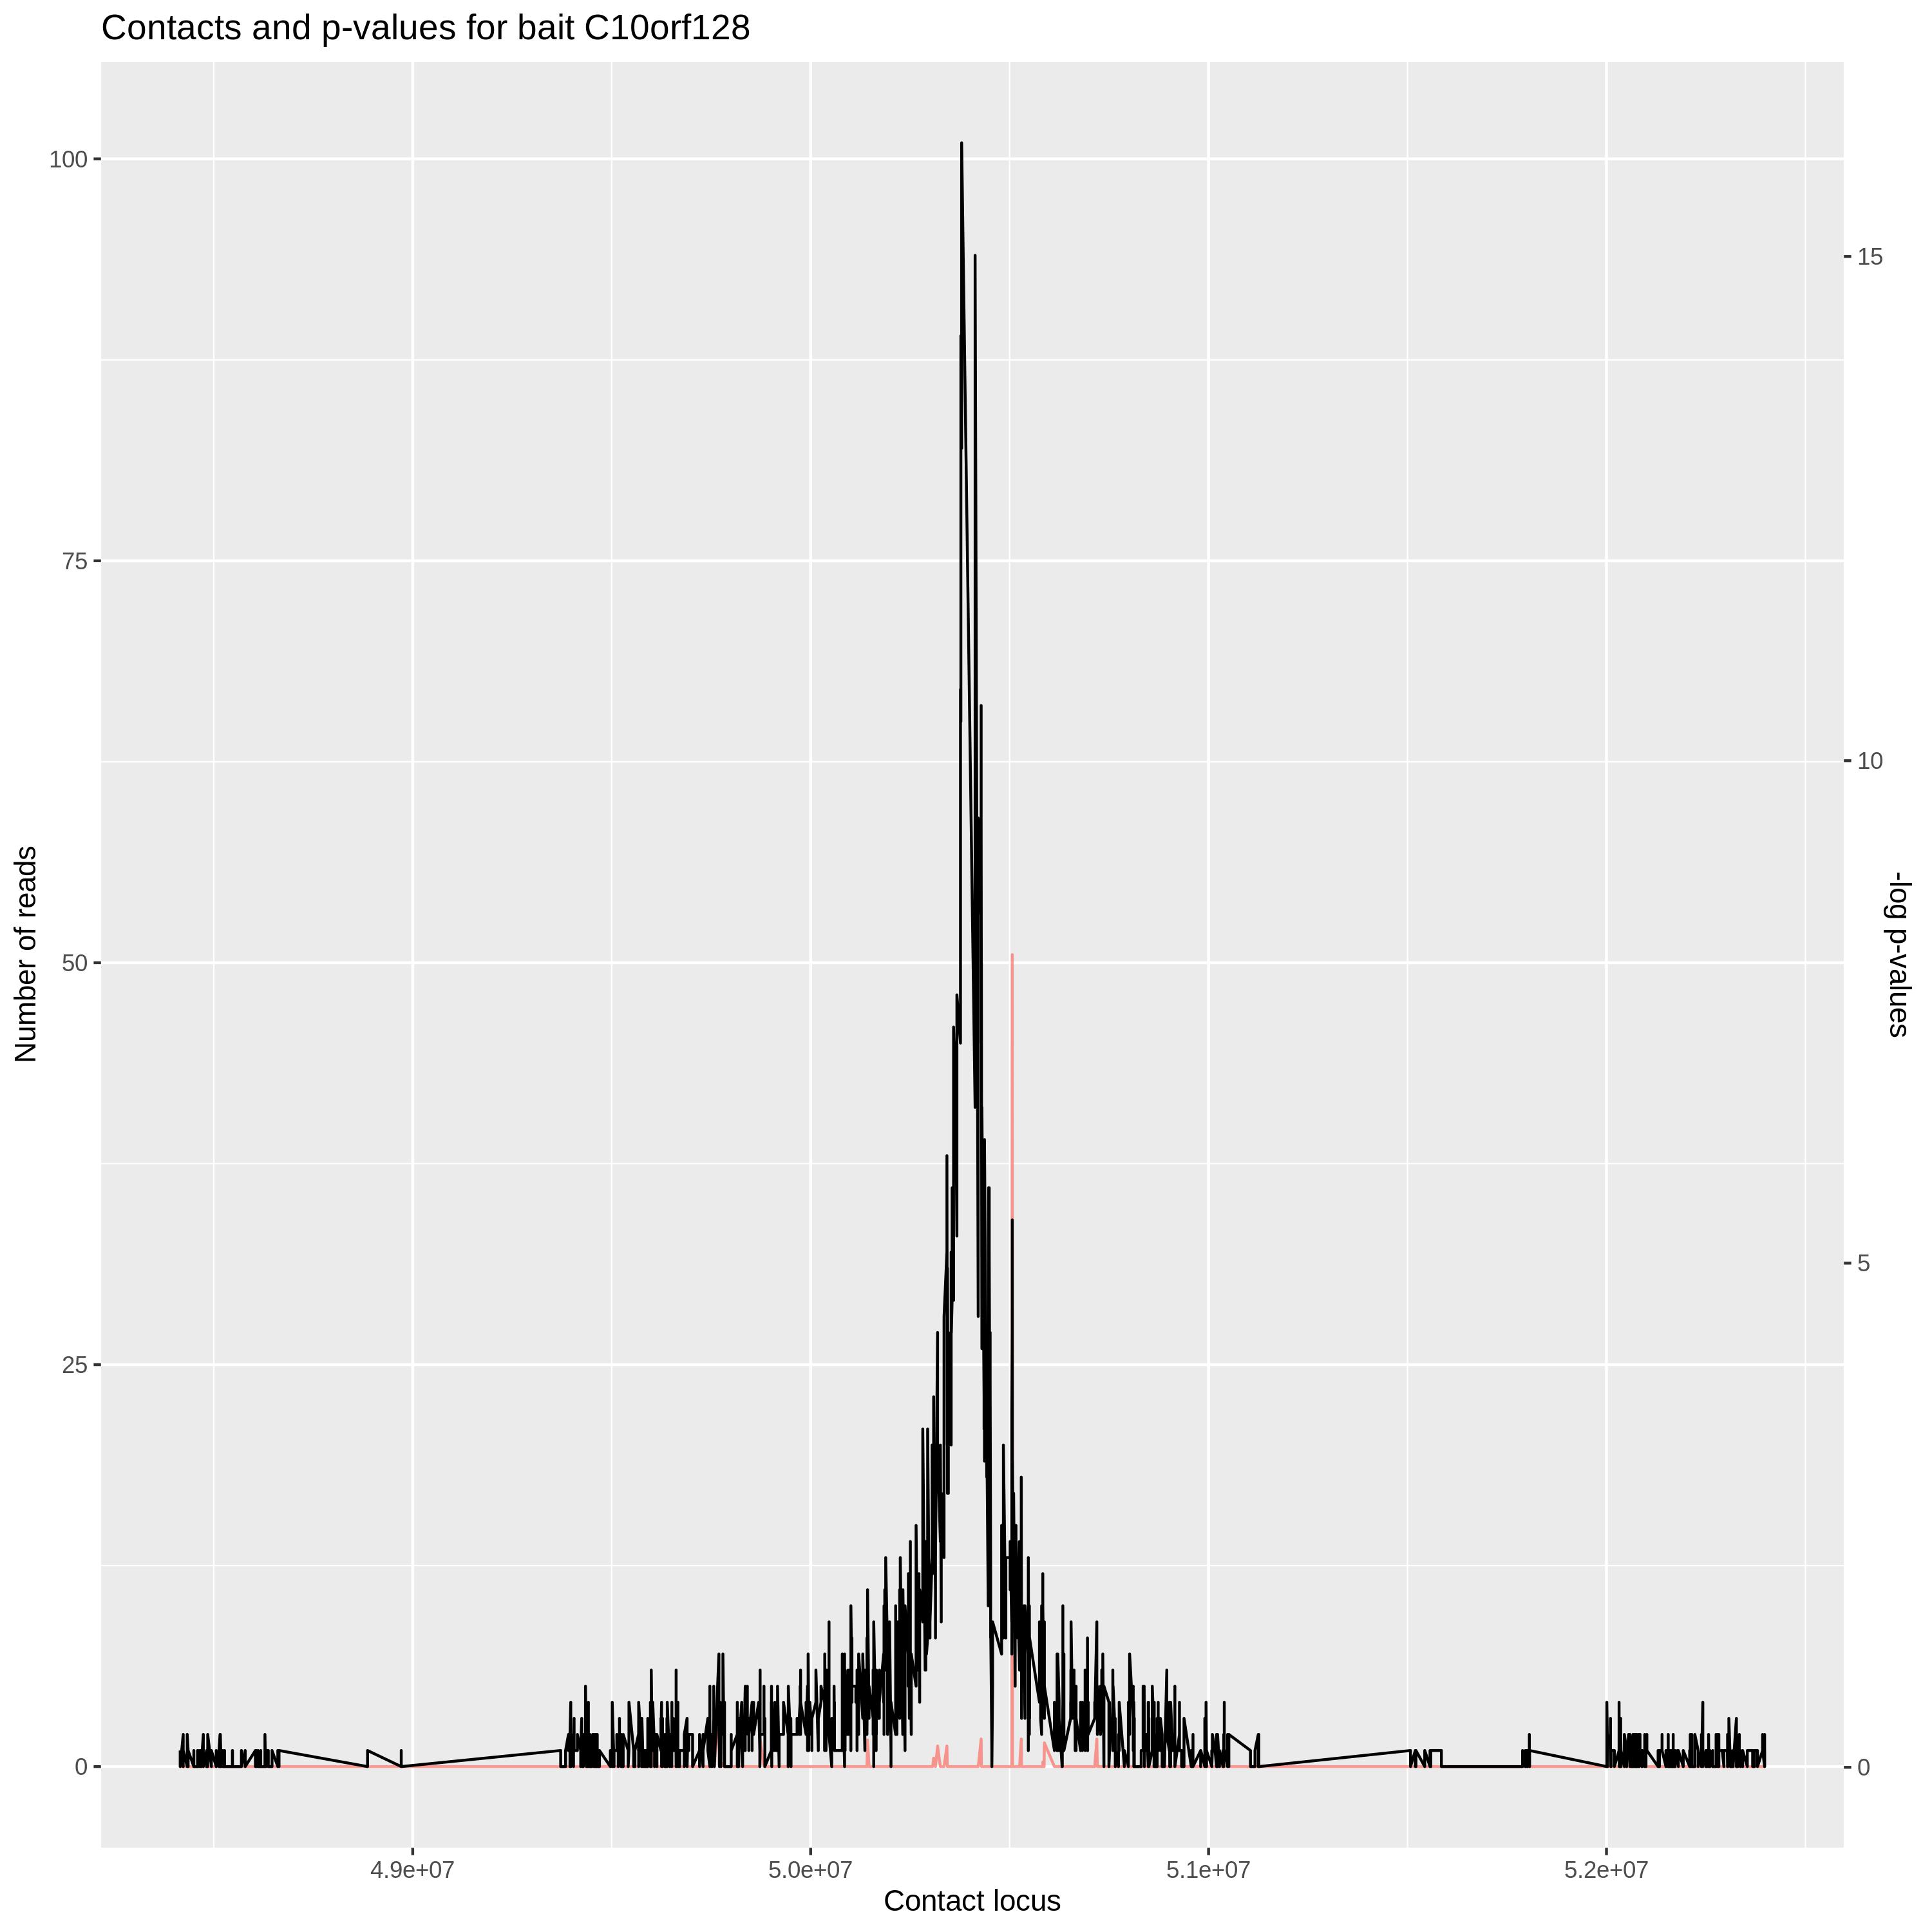 Contacts and p-values for bait C10orf128
100
75
50
25
0
Number of reads
15
10
5
0
-log p-values
4.9e+07
5.0e+07
5.1e+07
5.2e+07
Contact locus